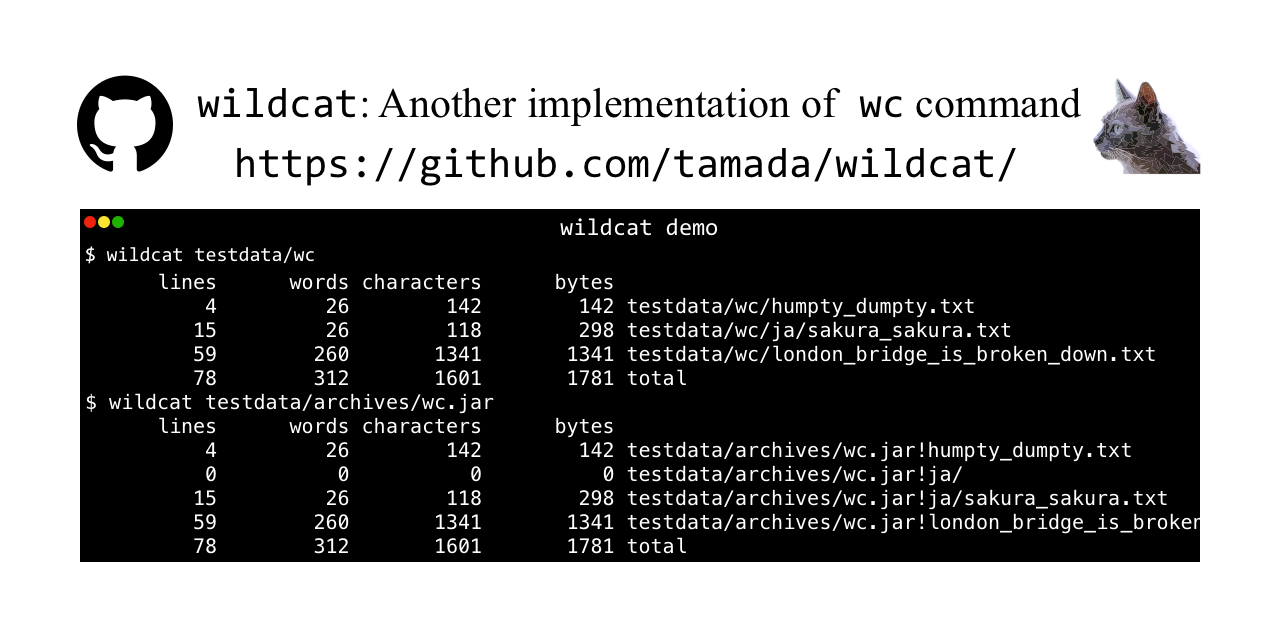 wildcat: Another implementation of wc command
https://github.com/tamada/wildcat/
wildcat demo
$ wildcat testdata/wc
lines words characters bytes
4 26 142 142 testdata/wc/humpty_dumpty.txt
15 26 118 298 testdata/wc/ja/sakura_sakura.txt
59 260 1341 1341 testdata/wc/london_bridge_is_broken_down.txt
78 312 1601 1781 total
$ wildcat testdata/archives/wc.jar
lines words characters bytes
4 26 142 142 testdata/archives/wc.jar!humpty_dumpty.txt
0 0 0 0 testdata/archives/wc.jar!ja/
15 26 118 298 testdata/archives/wc.jar!ja/sakura_sakura.txt
59 260 1341 1341 testdata/archives/wc.jar!london_bridge_is_broken
78 312 1601 1781 total